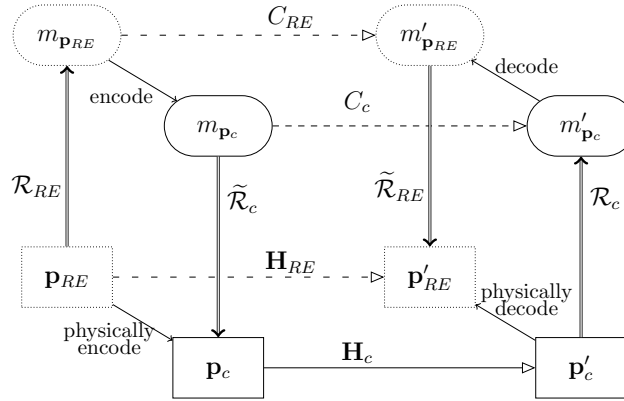 C_{RE}
m_{\mathbf{p}_{RE}}
m'_{\mathbf{p}_{RE}}
encode
decode
m_{\mathbf{p}_c}
C_c
m'_{\mathbf{p}_c}
\mathcal{R}_{RE}
\widetilde{\mathcal{R}}_c
\widetilde{\mathcal{R}}_{RE}
\mathcal{R}_c
\mathbf{p}_{RE}
\mathbf{H}_{RE}
\mathbf{p}'_{RE}
physically
encode
physically
decode
\mathbf{p}_c
\mathbf{H}_c
\mathbf{p}'_c